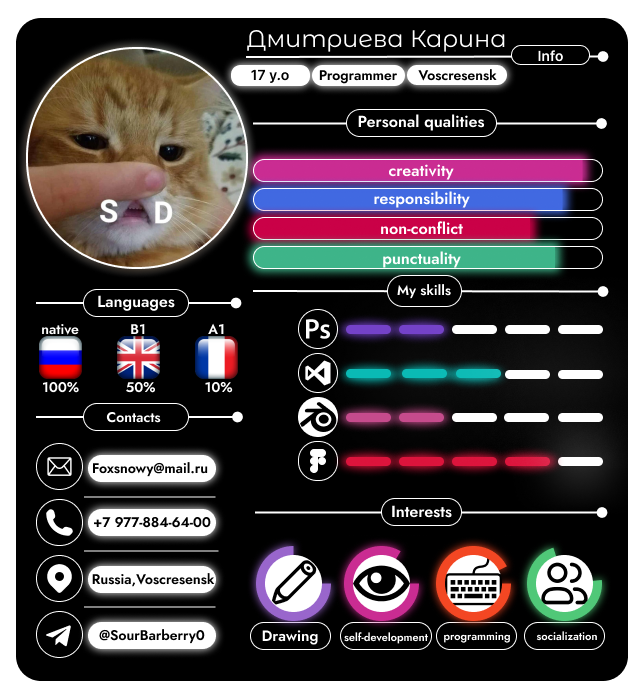 Дмитриева Карина
Info
17 y.o Programmer Voscresensk
Personal qualities
creativity
responsibility
non-conflict
punctuality
S D
Languages
native B1 A1
100% 50% 10%
My skills
Ps
Contacts
Foxsnowy@mail.ru
+7 977-884-64-00
Russia,Voscresensk
@SourBarberry0
Interests
Drawing self-development programming socialization